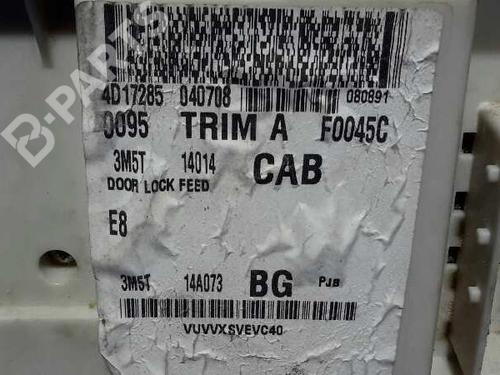 B-PARTS
4D17285 040708 080891
0095 TRIM A F0045C
3M5T 14014 CAB
DOOR LOCK FEED
E8
3M5T 14A073 BG PJB
VUVVXSVEVC40